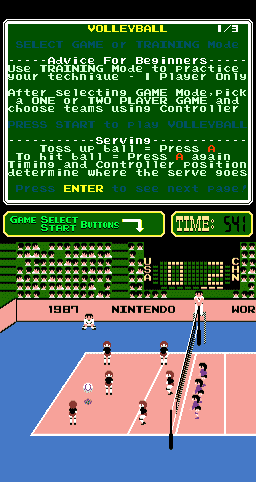 VOLLEYBALL 1/3
SELECT GAME or TRAINING Mode
-----Advice For Beginners-----
Use TRAINING Mode to practice
your technique - 1 Player Only
After selecting GAME Mode,pick
a ONE or TWO PLAYER GAME and
choose teams using Controller
PRESS START to Play VOLLEYBALL
-----Serving-----
Toss up ball = Press A
To hit ball = Press A again
Timing and Controller position
determine where the serve goes
Press ENTER to see next Page!
GAME SELECT
START BUTTONS
TIME: 541
USA 0 2 CHN
1987 NINTENDO WOR